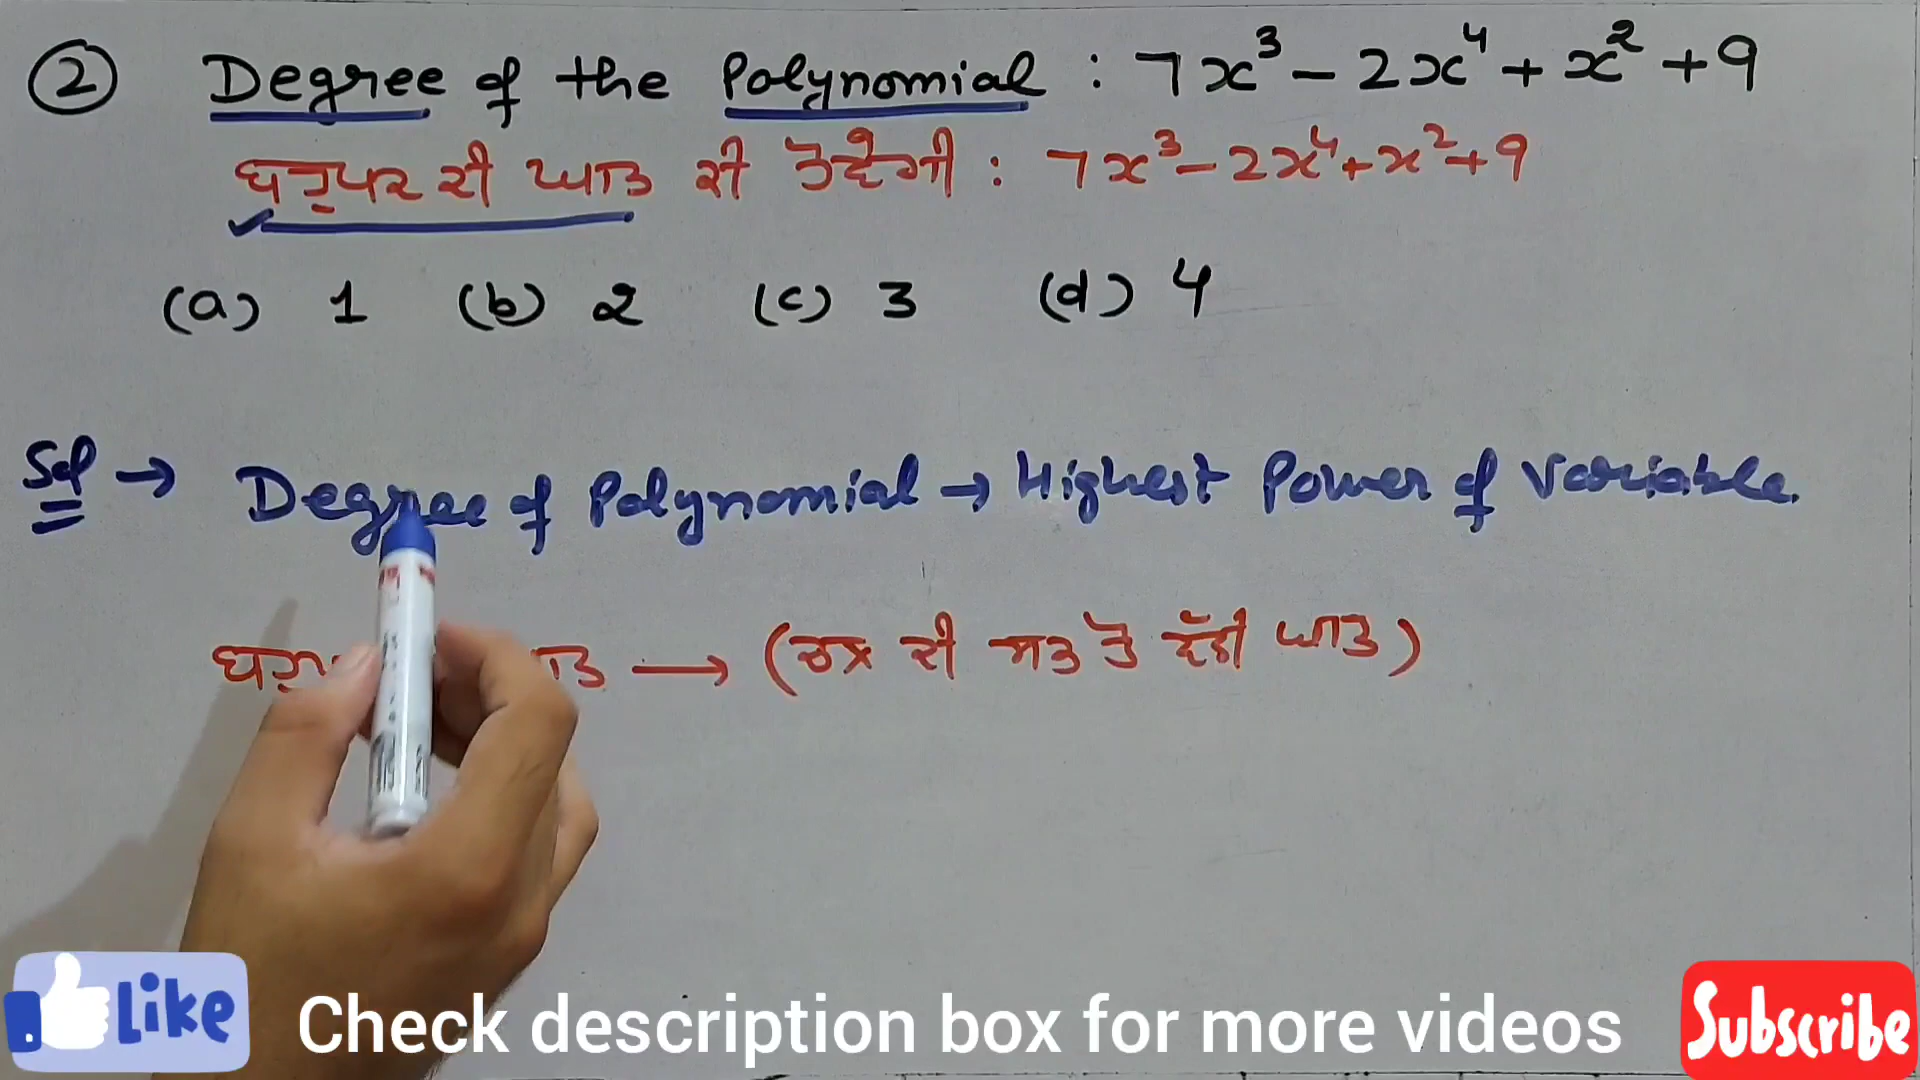 ② Degree of the Polynomial : 7x³ - 2x⁴ + x² + 9
ਬਹੁਪਦ ਦੀ ਘਾਤ ਕੀ ਹੋਵੇਗੀ : 7x³ - 2x⁴ + x² + 9
(a) 1 (b) 2 (c) 3 (d) 4
Sol → Degree of Polynomial → Highest Power of Variable.
→ (ਚਲ ਦੀ ਸਭ ਤੋਂ ਵੱਡੀ ਘਾਤ)
Like
Check description box for more videos
Subscribe